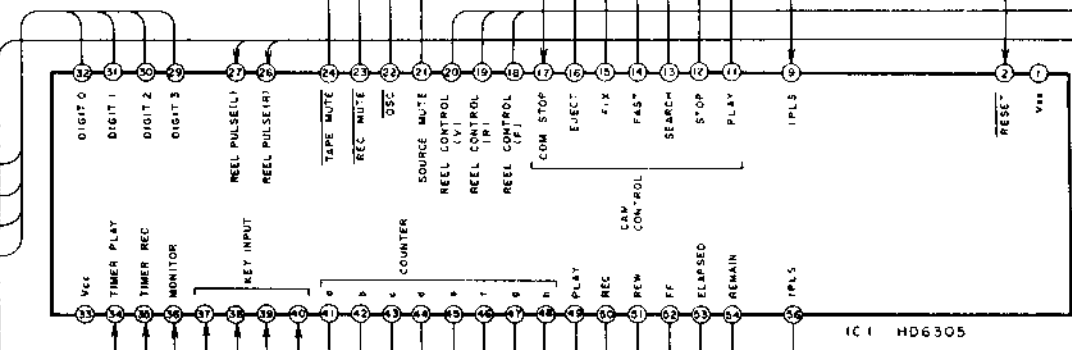 32 31 30 29 27 26 24 23 22 21 20 19 18 17 16 15 14 13 12 11 9 2 1
DIGIT 0
DIGIT 1
DIGIT 2
DIGIT 3
REEL PULSE(L)
REEL PULSE(R)
TAPE MUTE
REC MUTE
OSC
SOURCE MUTE
REEL CONTROL
(V)
REEL CONTROL
(R)
REEL CONTROL
(F)
COM STOP
EJECT
FIX
FAST
SEARCH
STOP
PLAY
IPLS
RESET
CAM
CONTROL
Vcc
TIMER PLAY
TIMER REC
MONITOR
KEY INPUT
COUNTER
a
b
c
d
e
f
g
h
PLAY
REC
REW
FF
ELAPSED
REMAIN
IPLS
33 34 35 36 37 38 39 40 41 42 43 44 45 46 47 48 49 50 51 52 53 54 56
IC1 HD6305